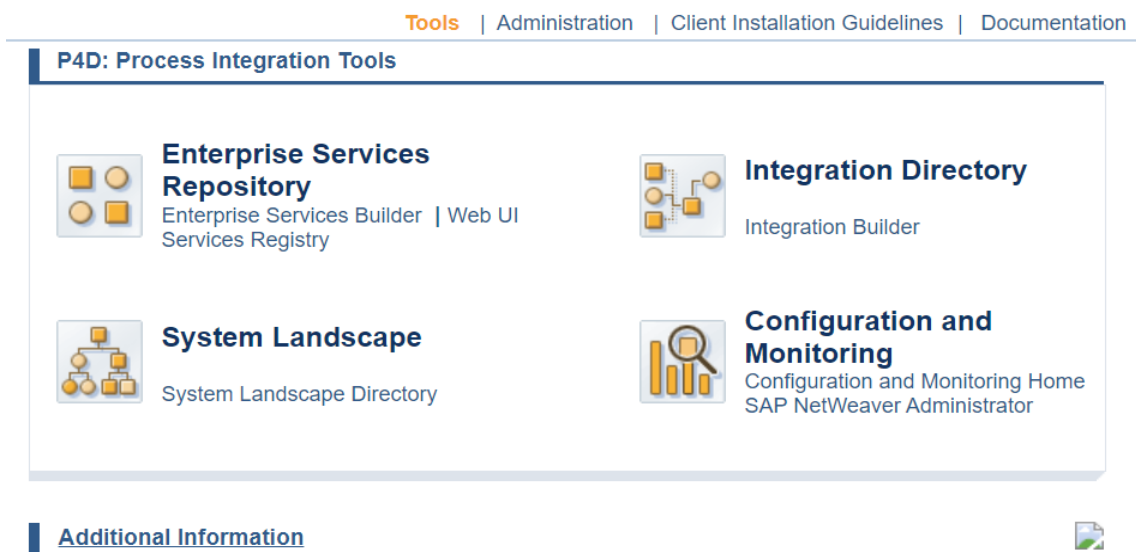 Tools | Administration | Client Installation Guidelines | Documentation
P4D: Process Integration Tools
Enterprise Services
Repository
Enterprise Services Builder | Web UI
Services Registry
Integration Directory
Integration Builder
System Landscape
System Landscape Directory
Configuration and
Monitoring
Configuration and Monitoring Home
SAP NetWeaver Administrator
Additional Information